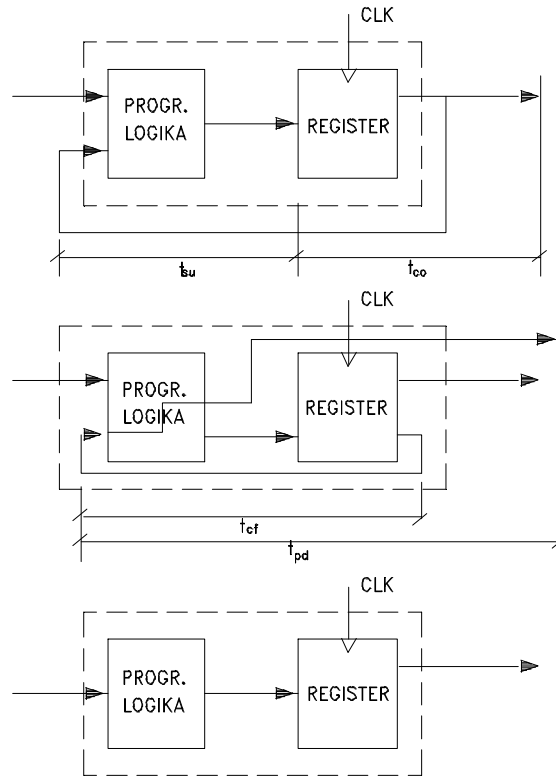 CLK
PROGR.
LOGIKA
REGISTER
tsu
tco
CLK
PROGR.
LOGIKA
REGISTER
tcf
tpd
CLK
PROGR.
LOGIKA
REGISTER